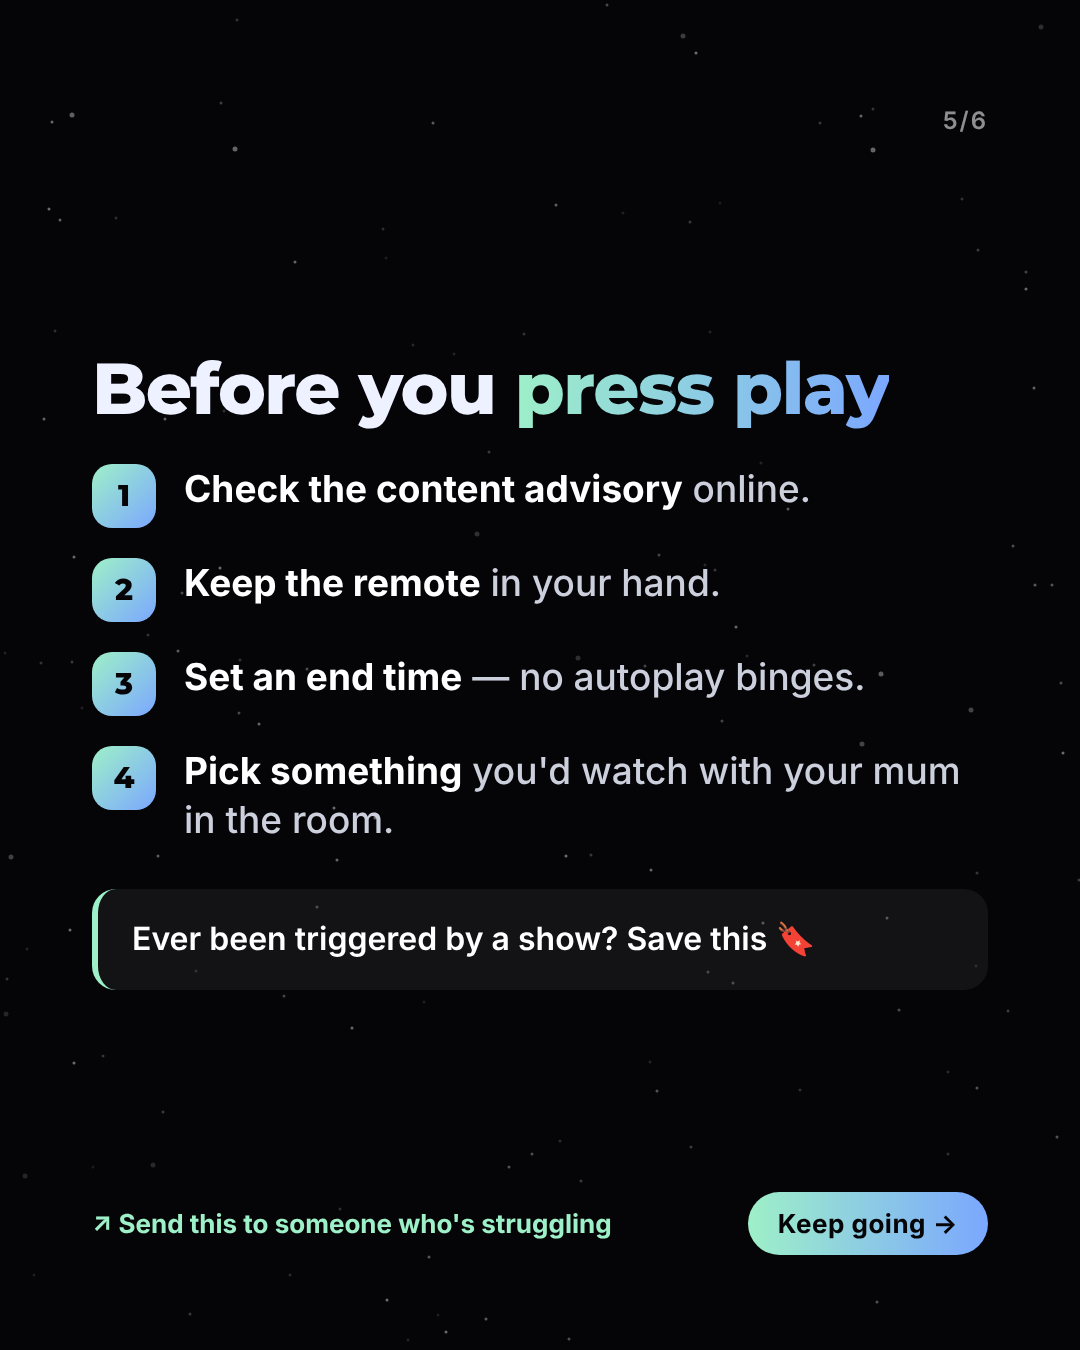 5/6
Before you press play
1 Check the content advisory online.
2 Keep the remote in your hand.
3 Set an end time — no autoplay binges.
4 Pick something you'd watch with your mum
in the room.
Ever been triggered by a show? Save this 🔖
↗ Send this to someone who's struggling
Keep going →